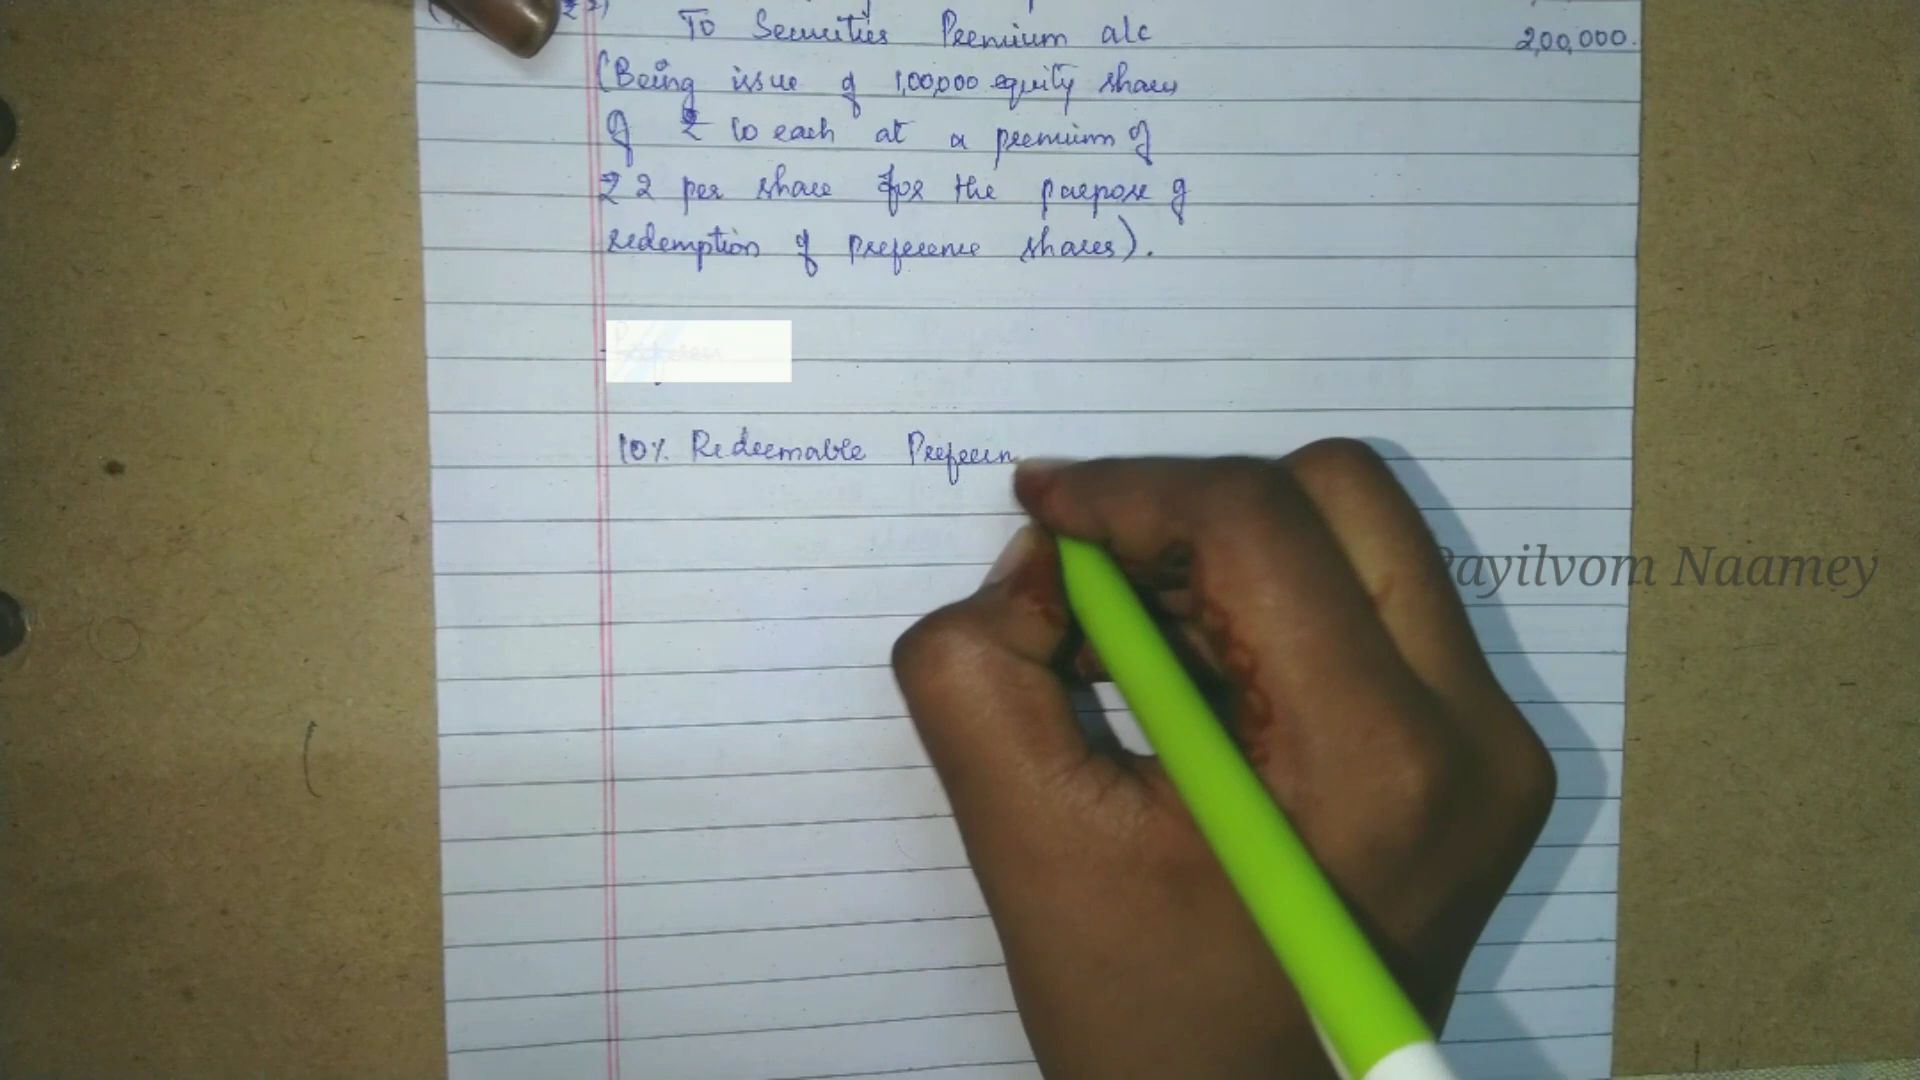 To Securities Premium a/c 2,00,000.
(Being issue of 1,00,000 equity shares
of ₹ 10 each at a premium of
₹ 2 per share for the purpose of
redemption of preference shares).
10% Redeemable Preferen
Payilvom Naamey